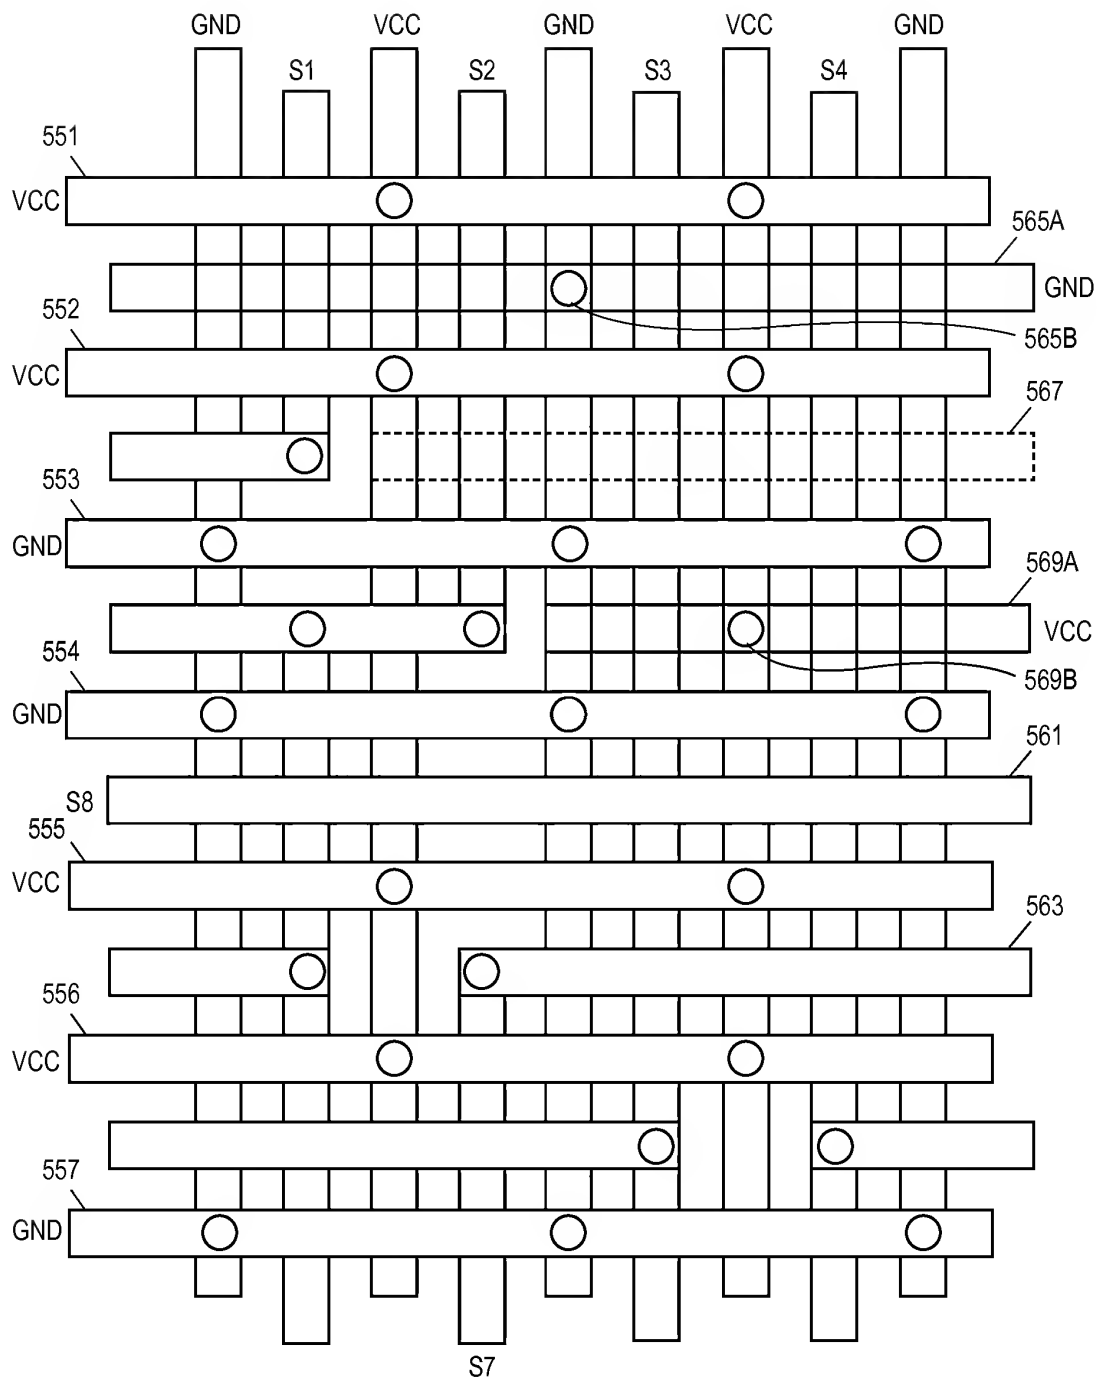 GND VCC GND VCC GND
S1 S2 S3 S4
551
VCC
565A
GND
552
565B
VCC
567
553
GND
569A
VCC
554
569B
GND
561
S8
555
VCC
563
556
VCC
557
GND
S7